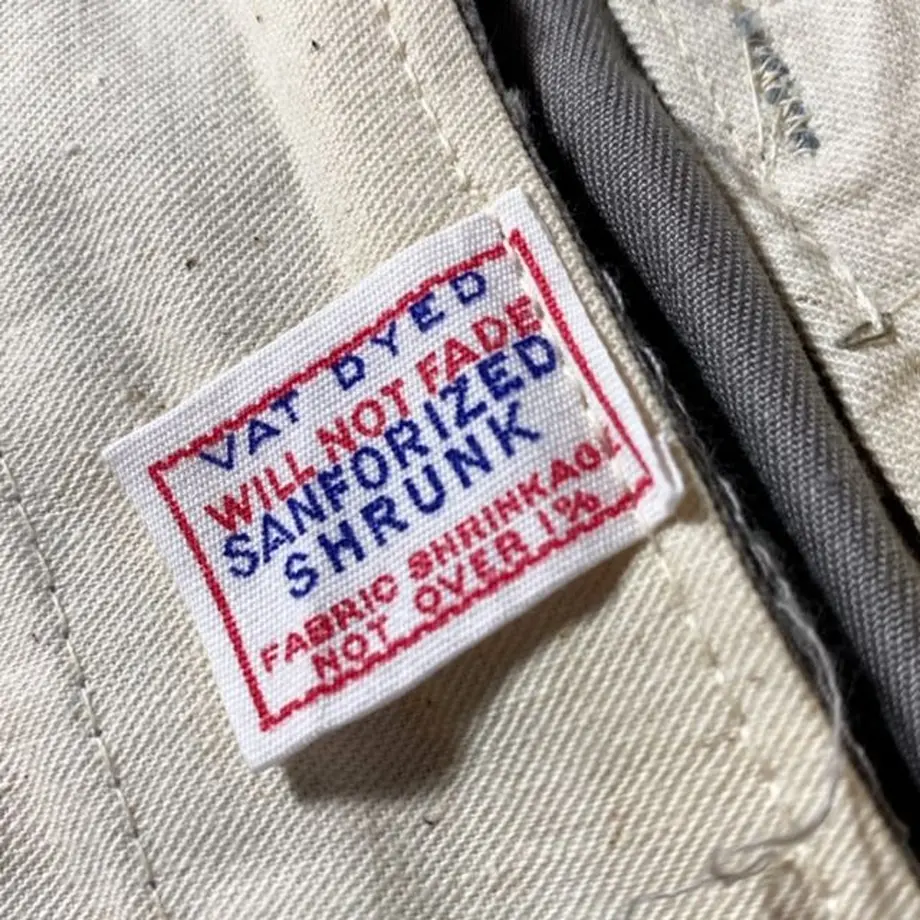 VAT DYED
WILL NOT FADE
SANFORIZED
SHRUNK
FABRIC SHRINKAGE
NOT OVER 1%